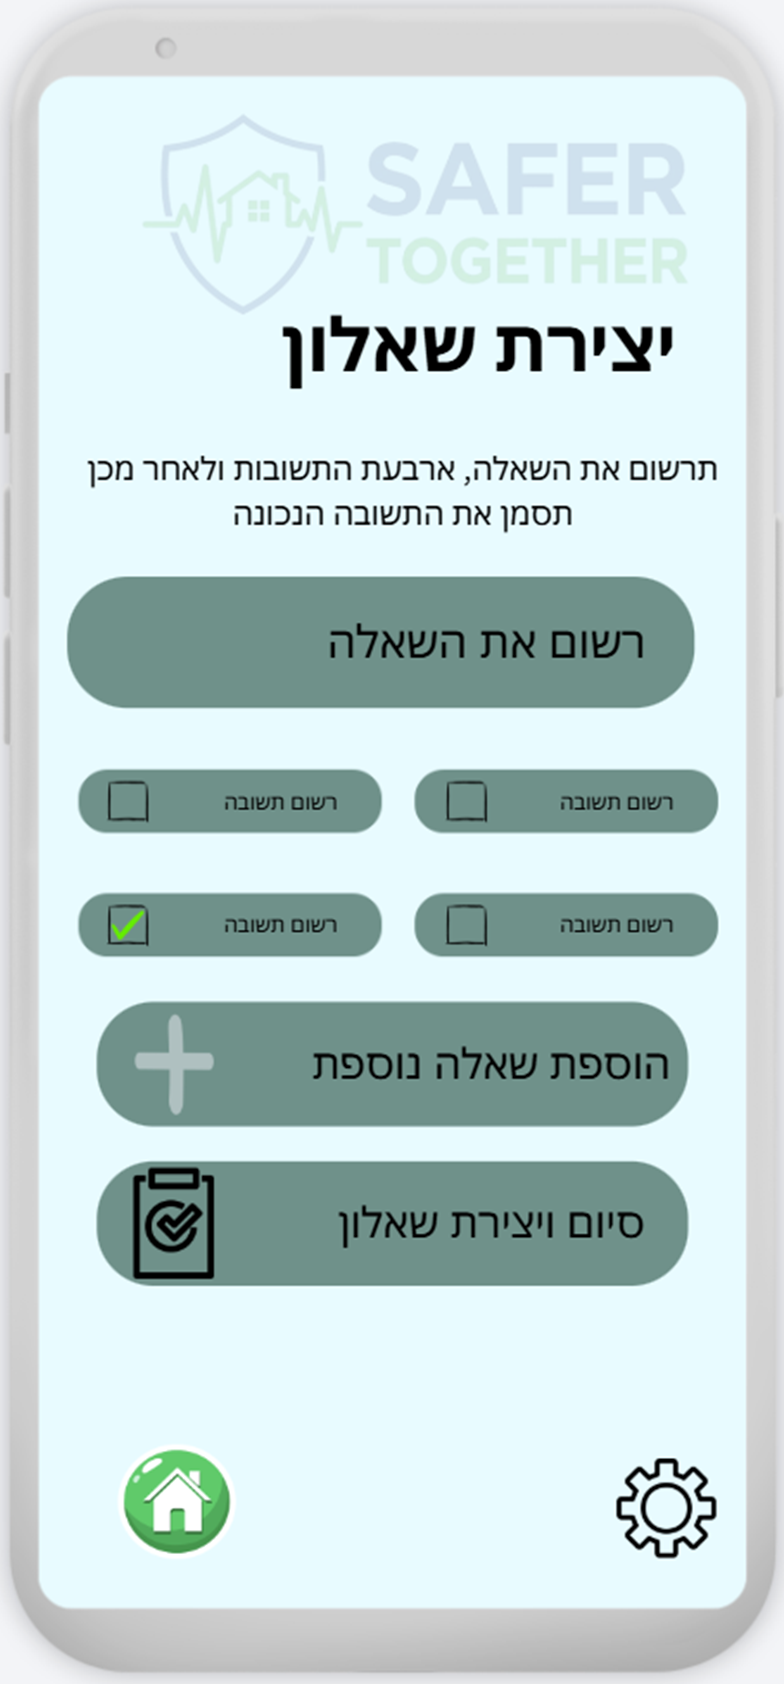 SAFER
TOGETHER
יצירת שאלון
תרשום את השאלה, ארבעת התשובות ולאחר מכן
תסמן את התשובה הנכונה
רשום את השאלה
רשום תשובה
רשום תשובה
רשום תשובה
רשום תשובה
הוספת שאלה נוספת
סיום ויצירת שאלון